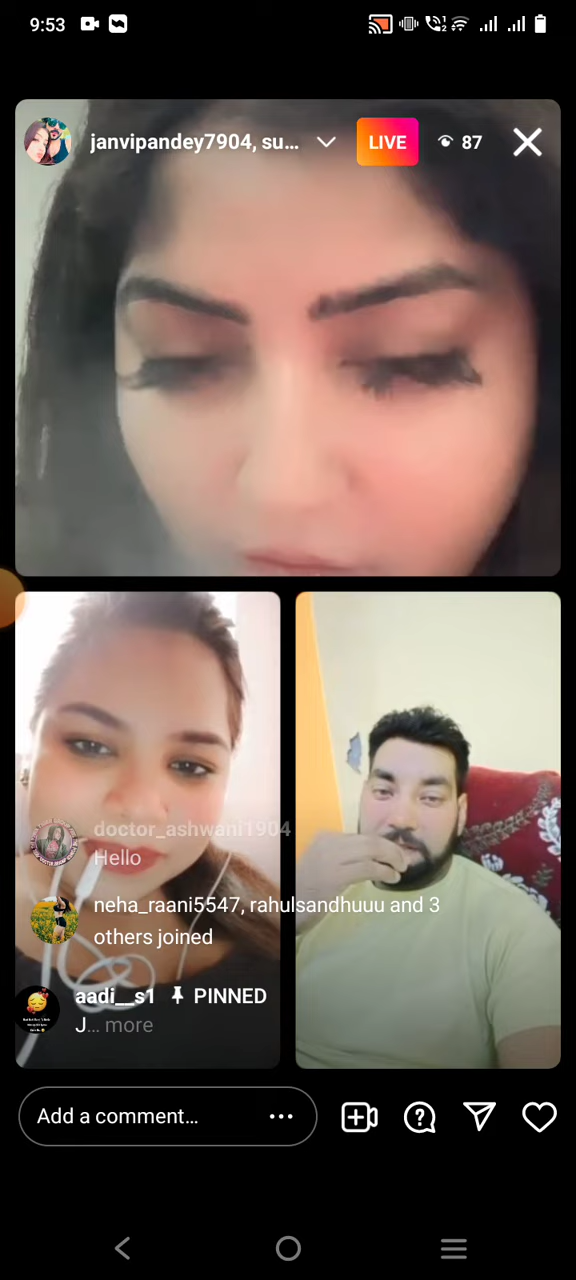 9:53
janvipandey7904, su...
LIVE
87
doctor_ashwani1904
Hello
neha_raani5547, rahulsandhuuu and 3
others joined
aadi__s1 PINNED
J... more
Add a comment...